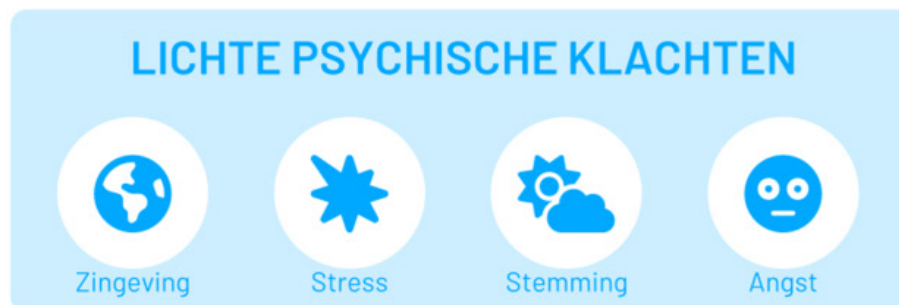 LICHTE PSYCHISCHE KLACHTEN
Zingeving Stress Stemming Angst